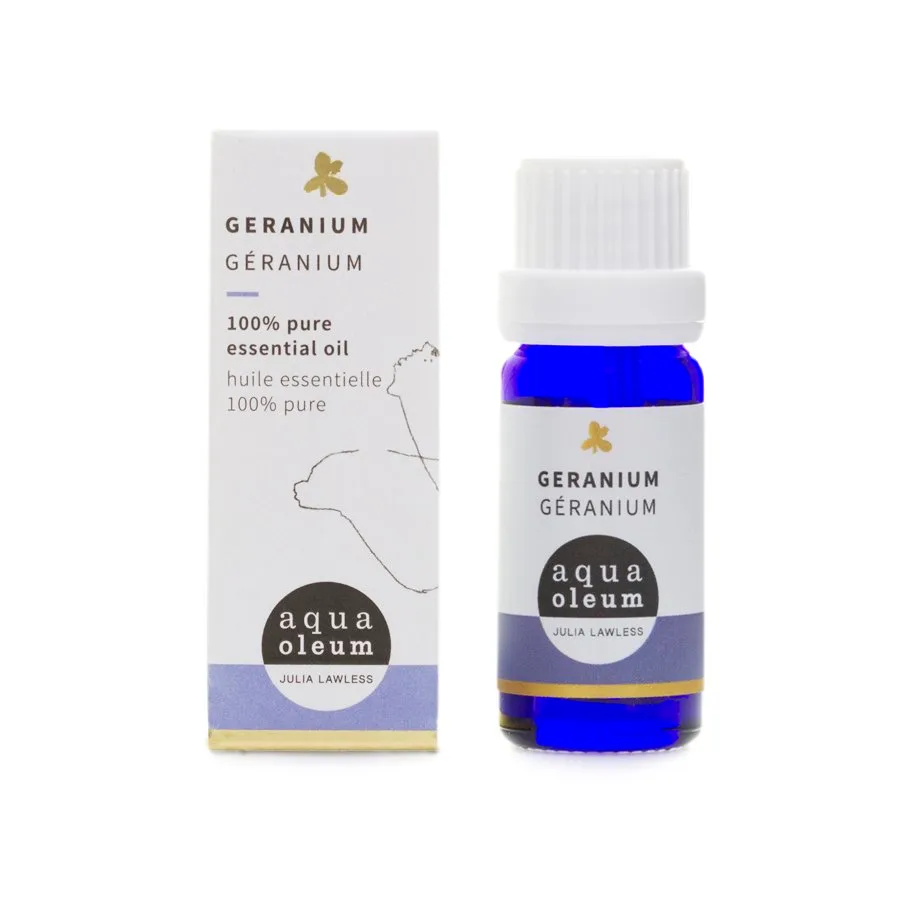 GERANIUM
GÉRANIUM
100% pure
essential oil
huile essentielle
100% pure
aqua
oleum
JULIA LAWLESS
GERANIUM
GÉRANIUM
aqua
oleum
JULIA LAWLESS